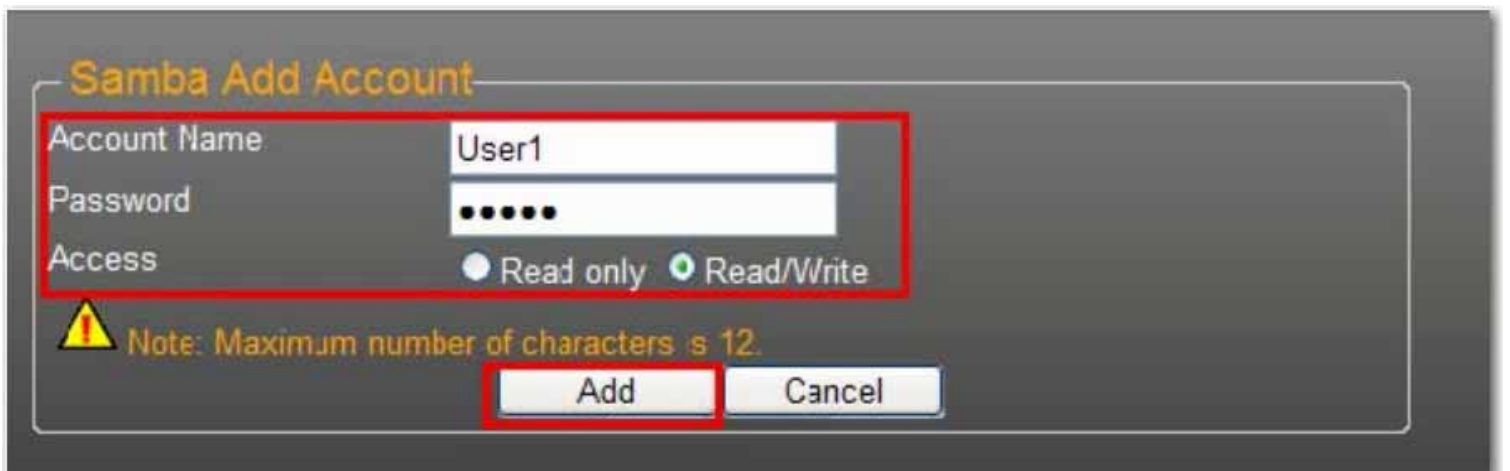 Samba Add Account
Account Name User1
Password •••••
Access Read only Read/Write
Note: Maximum number of characters is 12.
Add Cancel